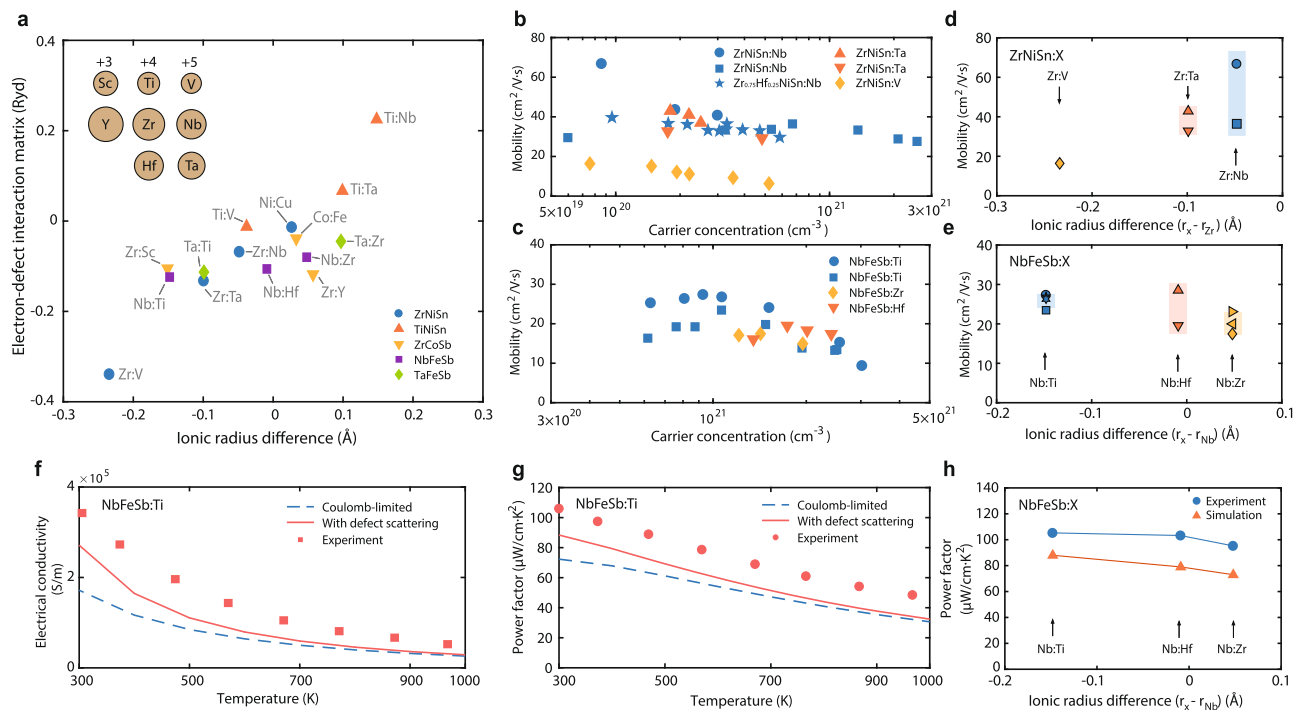 a
Electron-defect interaction matrix (Ryd)
0.4
0.2
0
-0.2
-0.4
-0.3
-0.2
-0.1
0
0.1
0.2
0.3
Ionic radius difference (Å)
+3
+4
+5
Sc
Ti
V
Y
Zr
Nb
Hf
Ta
Ti:Nb
Ti:Ta
Ni:Cu
Ti:V
Co:Fe
Zr:Sc
Ta:Ti
Zr:Nb
Ta:Zr
Nb:Zr
Nb:Ti
Zr:Ta
Nb:Hf
Zr:Y
Zr:V
ZrNiSn
TiNiSn
ZrCoSb
NbFeSb
TaFeSb
b
Mobility (cm²/V·s)
80
60
40
20
0
5×10¹⁹
10²⁰
10²¹
3×10²¹
Carrier concentration (cm⁻³)
ZrNiSn:Nb
ZrNiSn:Nb
Zr₀.₇₅Hf₀.₂₅NiSn:Nb
ZrNiSn:Ta
ZrNiSn:Ta
ZrNiSn:V
c
Mobility (cm²/V·s)
40
30
20
10
0
3×10²⁰
10²¹
5×10²¹
Carrier concentration (cm⁻³)
NbFeSb:Ti
NbFeSb:Ti
NbFeSb:Zr
NbFeSb:Hf
d
ZrNiSn:X
Mobility (cm²/V·s)
80
60
40
20
0
-0.3
-0.2
-0.1
0
Zr:V
Zr:Ta
Zr:Nb
Ionic radius difference (rₓ- r_Zr) (Å)
e
NbFeSb:X
Mobility (cm²/V·s)
40
30
20
10
0
-0.2
-0.1
0
0.1
Nb:Ti
Nb:Hf
Nb:Zr
Ionic radius difference (rₓ- r_Nb) (Å)
f
NbFeSb:Ti
Electrical conductivity
(S/m)
4
×10⁵
2
0
300
500
700
900
1000
Temperature (K)
Coulomb-limited
With defect scattering
Experiment
g
NbFeSb:Ti
Power factor (μW/cm·K²)
120
100
80
60
40
20
0
300
500
700
900
1000
Temperature (K)
Coulomb-limited
With defect scattering
Experiment
h
NbFeSb:X
Power factor
(μW/cm·K²)
140
120
100
80
60
40
20
0
-0.2
-0.1
0
0.1
Experiment
Simulation
Nb:Ti
Nb:Hf
Nb:Zr
Ionic radius difference (rₓ- r_Nb) (Å)